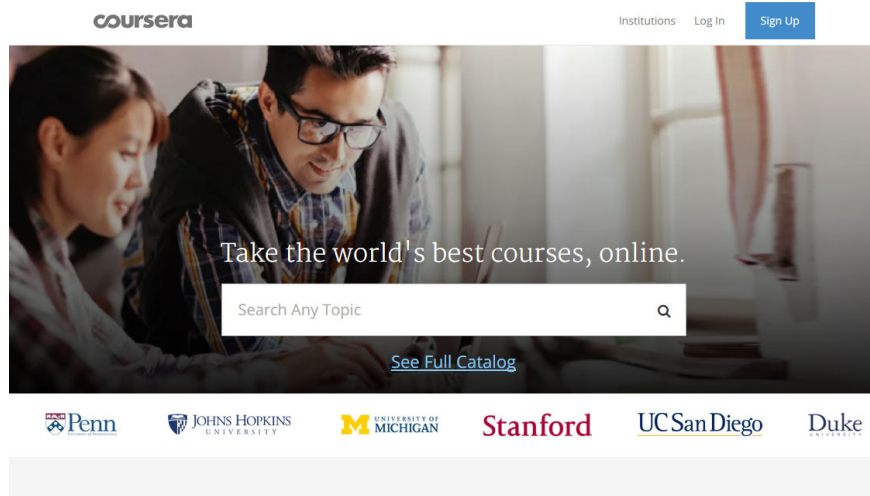 coursera
Institutions Log In Sign Up
Take the world's best courses, online.
Search Any Topic
See Full Catalog
Penn
JOHNS HOPKINS
UNIVERSITY
M UNIVERSITY OF
MICHIGAN
Stanford
UC San Diego
Duke
UNIVERSITY